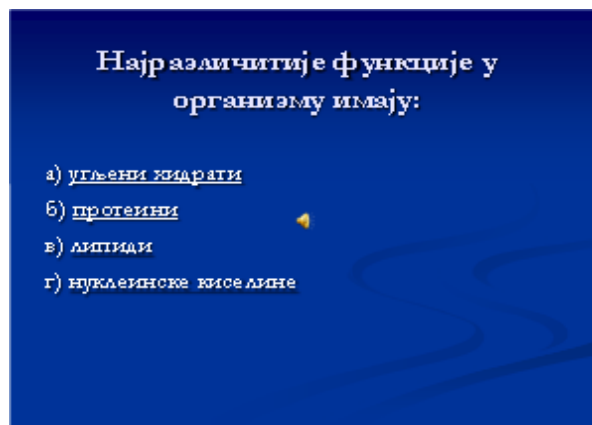 Најразличитије функције у
организму имају:
а) угљени хидрати
б) протеини
в) липиди
г) нуклеинске киселине